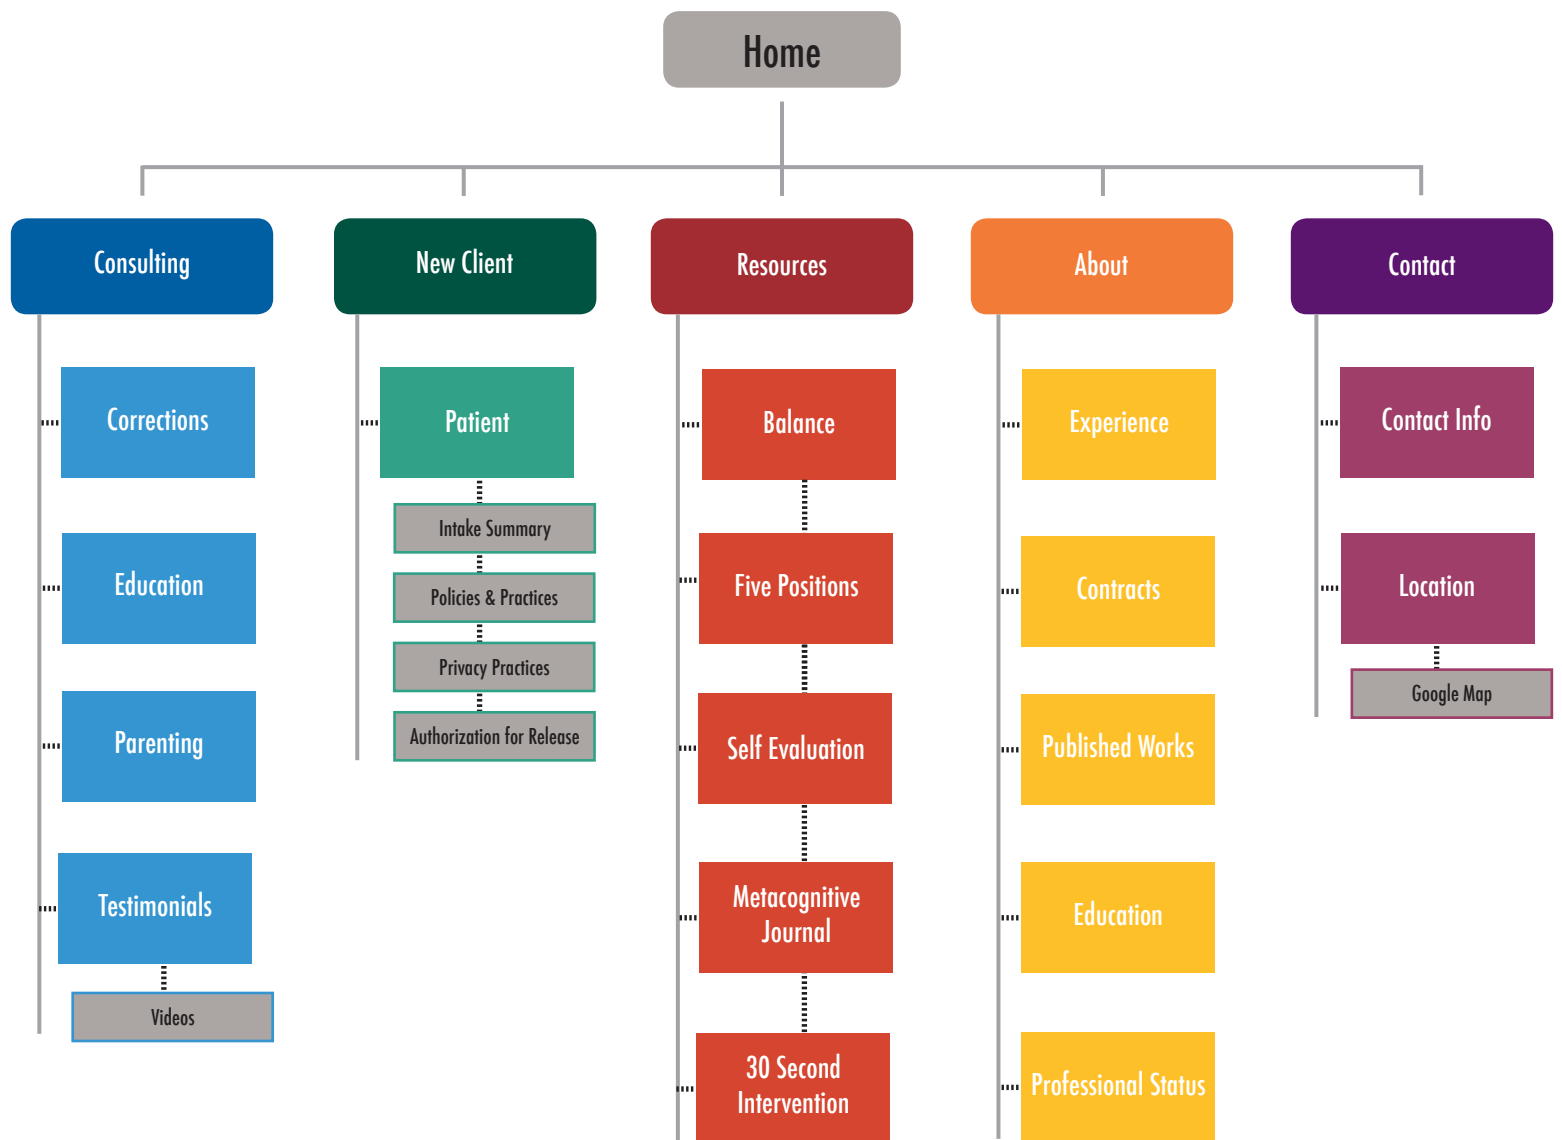 Home
Consulting
Corrections
Education
Parenting
Testimonials
Videos
New Client
Patient
Intake Summary
Policies & Practices
Privacy Practices
Authorization for Release
Resources
Balance
Five Positions
Self Evaluation
Metacognitive
Journal
30 Second
Intervention
About
Experience
Contracts
Published Works
Education
Professional Status
Contact
Contact Info
Location
Google Map